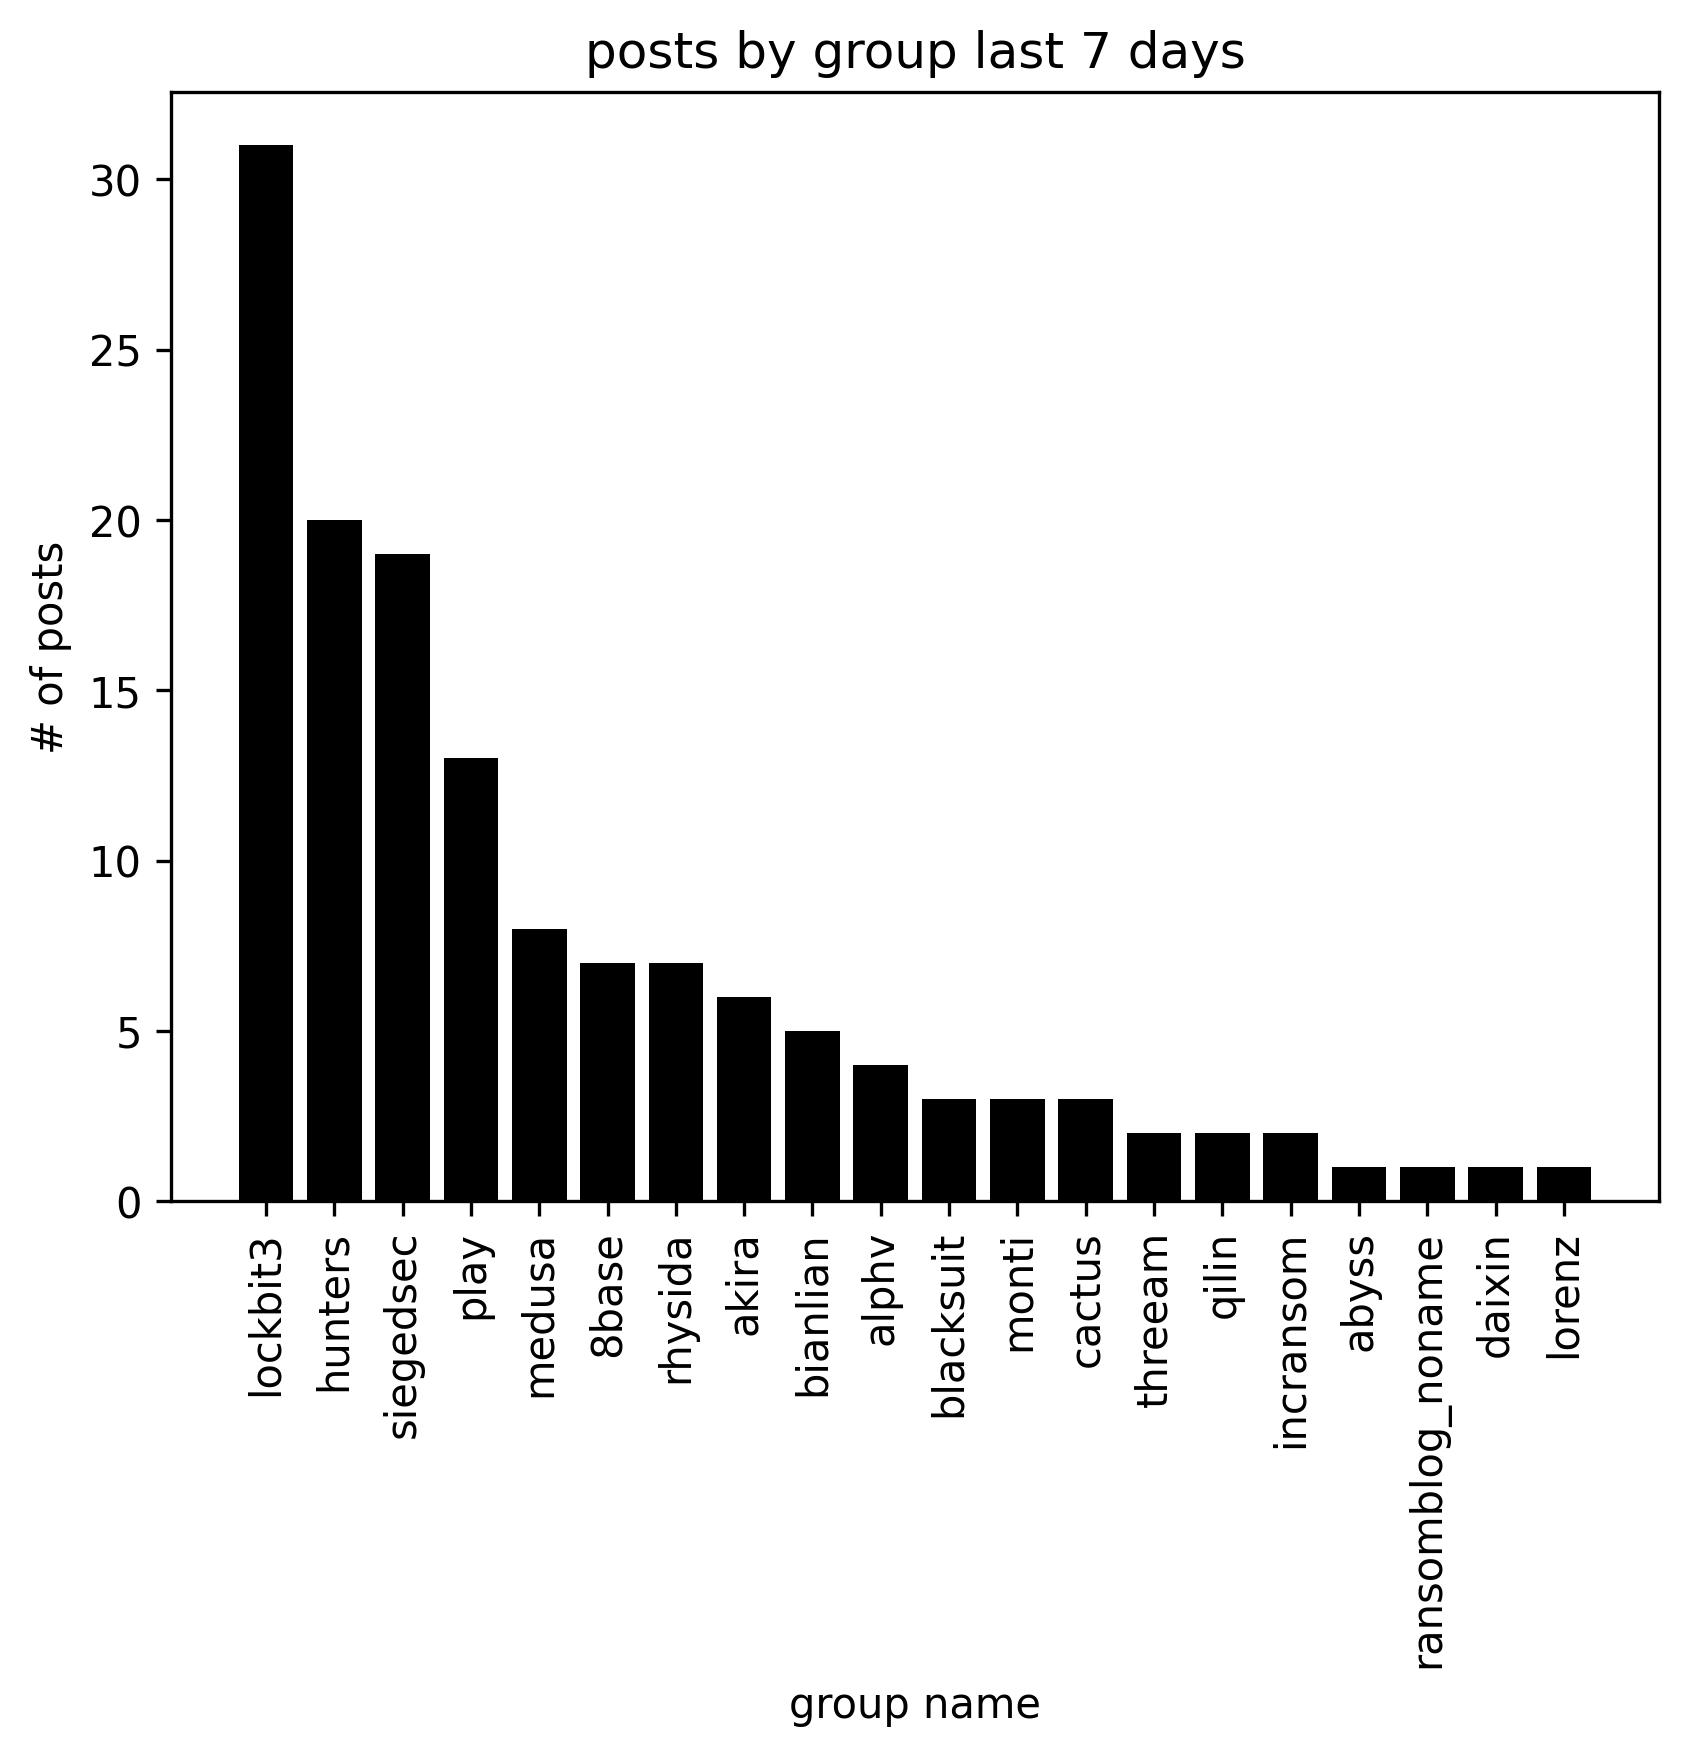 posts by group last 7 days
# of posts
30
25
20
15
10
5
0
lockbit3
hunters
siegedsec
play
medusa
8base
rhysida
akira
bianlian
alphv
blacksuit
monti
cactus
threeam
qilin
incransom
abyss
ransomblog_noname
daixin
lorenz
group name